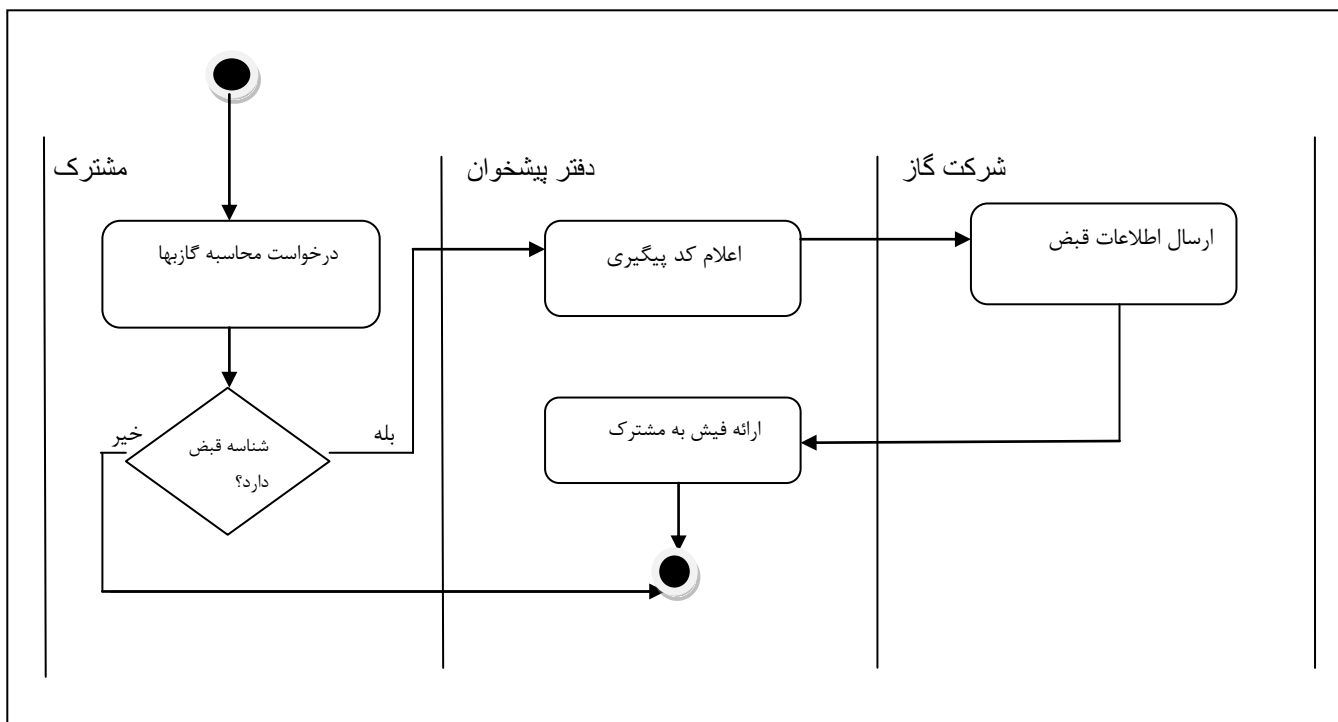 مشترک
دفتر پیشخوان
شرکت گاز
درخواست محاسبه گازبها
اعلام کد پیگیری
ارسال اطلاعات قبض
شناسه قبض
دارد؟
خیر
بله
ارائه فیش به مشترک